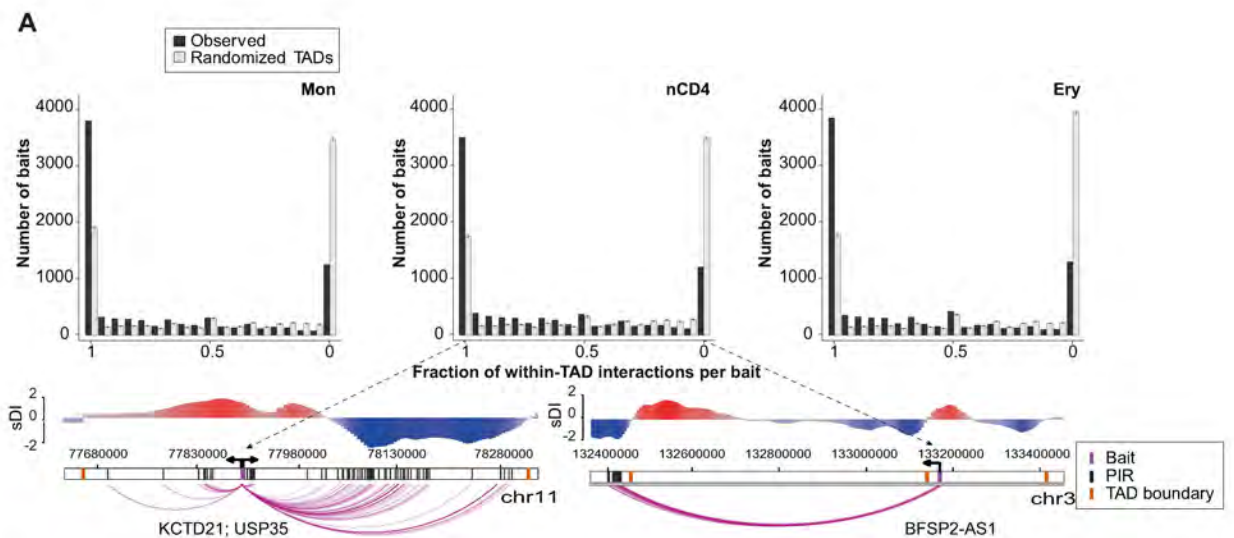 A
Observed
Randomized TADs
Mon
nCD4
Ery
Number of baits
4000
3000
2000
1000
0
1
0.5
0
Number of baits
4000
3000
2000
1000
0
1
0.5
0
Number of baits
4000
3000
2000
1000
0
1
0.5
0
Fraction of within-TAD interactions per bait
sDI
2
0
-2
77680000 77830000 77980000 78130000 78280000
chr11
KCTD21; USP35
sDI
2
0
-2
132400000 132600000 132800000 133000000 133200000 133400000
chr3
BFSP2-AS1
Bait
PIR
TAD boundary